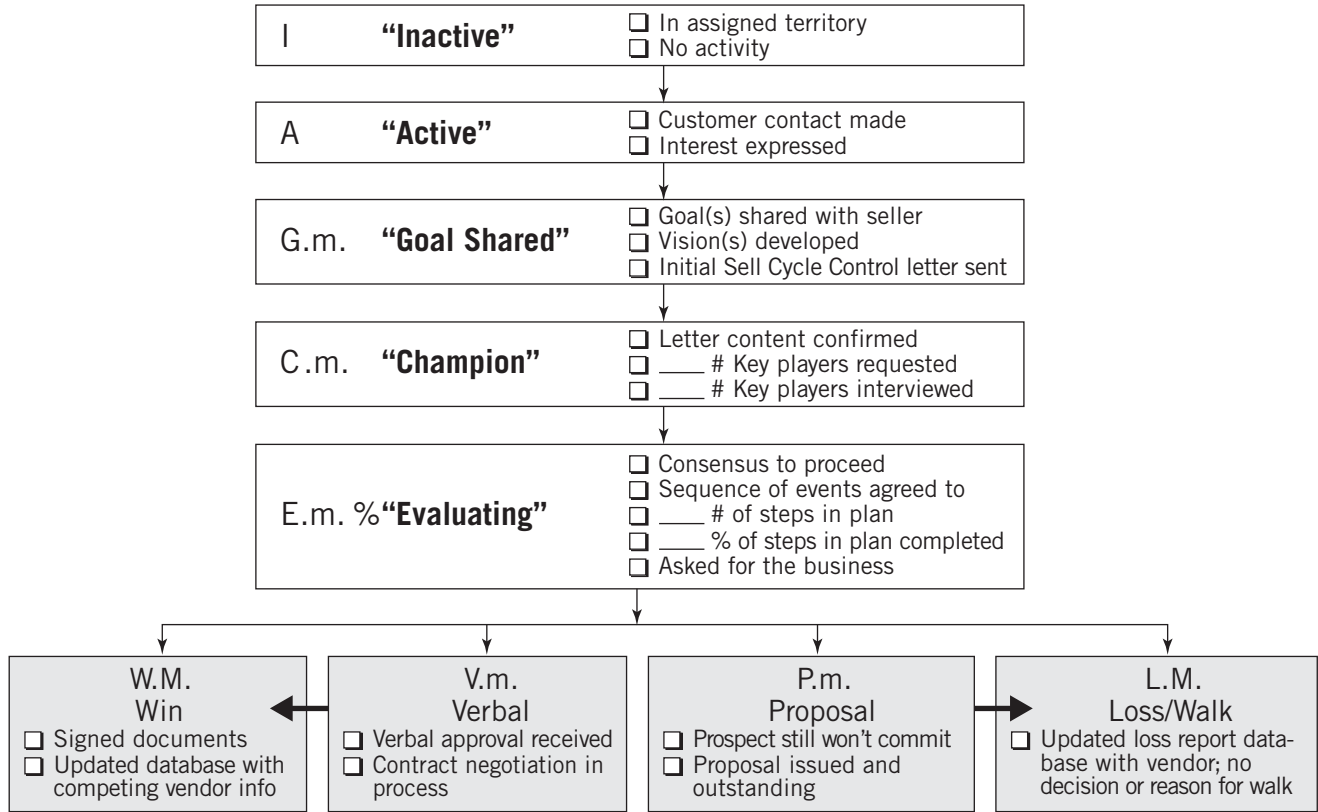 I “Inactive”
❑ In assigned territory
❑ No activity
A “Active”
❑ Customer contact made
❑ Interest expressed
G.m. “Goal Shared”
❑ Goal(s) shared with seller
❑ Vision(s) developed
❑ Initial Sell Cycle Control letter sent
C.m. “Champion”
❑ Letter content confirmed
❑ ____ # Key players requested
❑ ____ # Key players interviewed
E.m. % “Evaluating”
❑ Consensus to proceed
❑ Sequence of events agreed to
❑ ____ # of steps in plan
❑ ____ % of steps in plan completed
❑ Asked for the business
W.M.
Win
❑ Signed documents
❑ Updated database with
competing vendor info
V.m.
Verbal
❑ Verbal approval received
❑ Contract negotiation in
process
P.m.
Proposal
❑ Prospect still won’t commit
❑ Proposal issued and
outstanding
L.M.
Loss/Walk
❑ Updated loss report data-
base with vendor; no
decision or reason for walk